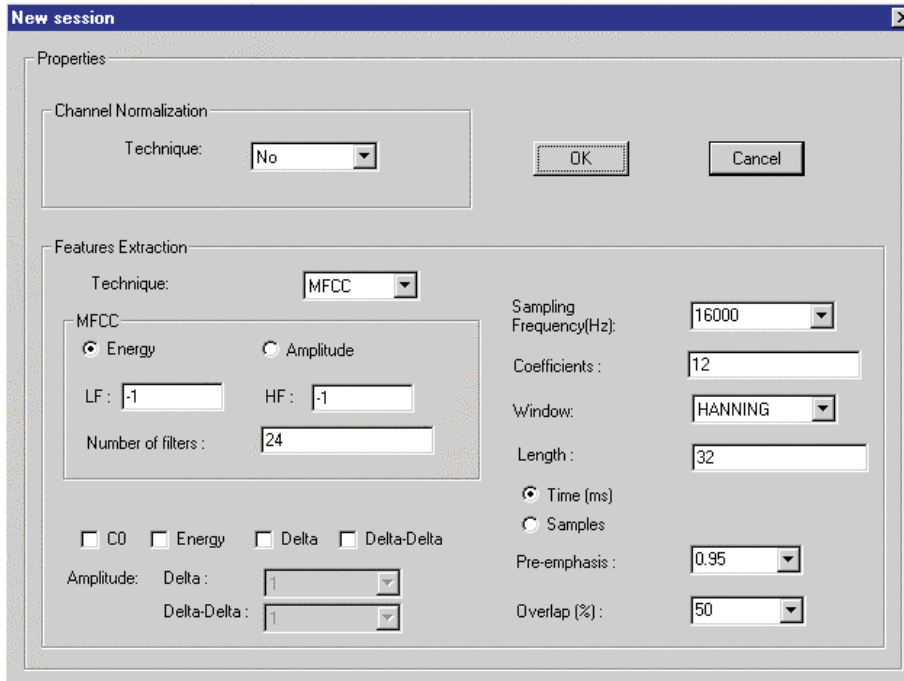 New session
Properties
Channel Normalization
Technique: No
OK Cancel
Features Extraction
Technique: MFCC
MFCC
Energy Amplitude
LF : -1 HF : -1
Number of filters : 24
C0 Energy Delta Delta-Delta
Amplitude: Delta : 1
Delta-Delta : 1
Sampling
Frequency(Hz): 16000
Coefficients : 12
Window: HANNING
Length : 32
Time (ms)
Samples
Pre-emphasis : 0.95
Overlap (%) : 50